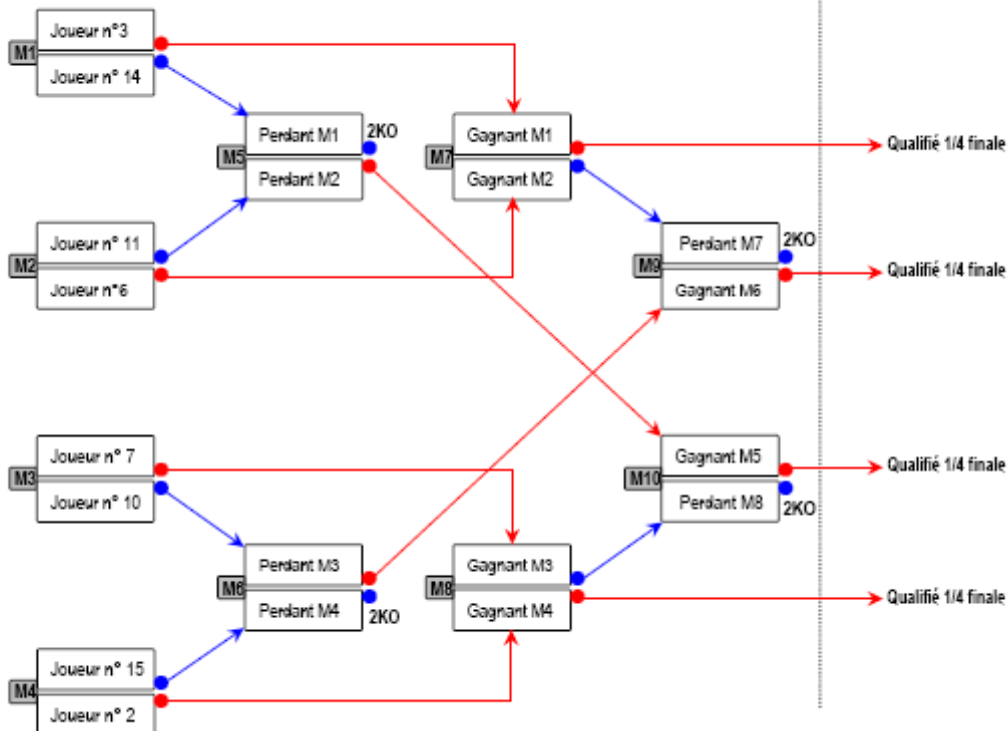 Joueur n°3
M1
Joueur n° 14
Perdant M1
2KO
M5
Perdant M2
Gagnant M1
M7
Gagnant M2
Qualifié 1/4 finale
Joueur n° 11
M2
Joueur n°6
Perdant M7
2KO
M9
Gagnant M6
Qualifié 1/4 finale
Joueur n° 7
M3
Joueur n° 10
Gagnant M5
M10
Perdant M8
2KO
Qualifié 1/4 finale
Perdant M3
M6
Perdant M4
2KO
Gagnant M3
M8
Gagnant M4
Qualifié 1/4 finale
Joueur n° 15
M4
Joueur n° 2